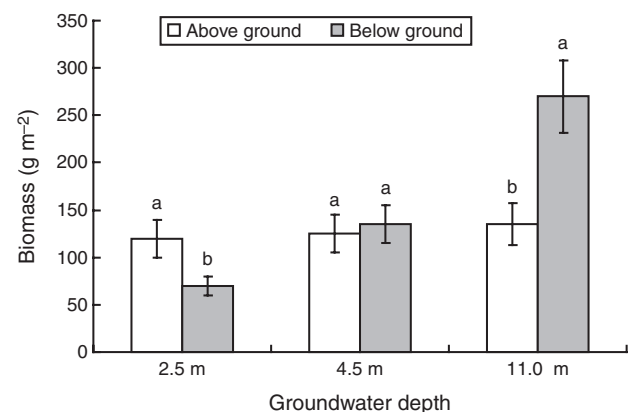 350
Above ground Below ground
a
300
250
200
Biomass (g m⁻²)
a
a
a
b
150
b
100
50
0
2.5 m 4.5 m 11.0 m
Groundwater depth